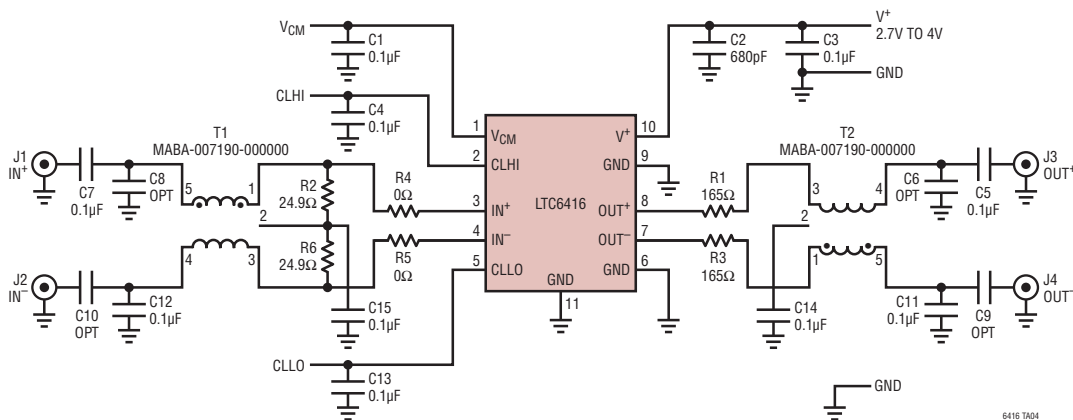 VCM
C1
0.1µF
CLHI
C4
0.1µF
V+
2.7V TO 4V
C2
680pF
C3
0.1µF
GND
T1
MABA-007190-000000
J1
IN+
C7
0.1µF
C8
OPT
5
1
2
4
3
R2
24.9Ω
R6
24.9Ω
R4
0Ω
R5
0Ω
J2
IN−
C10
OPT
C12
0.1µF
C15
0.1µF
CLLO
C13
0.1µF
1
VCM
2
CLHI
3
IN+
4
IN−
5
CLLO
LTC6416
GND
11
V+
10
GND
9
OUT+
8
OUT−
7
GND
6
R1
165Ω
R3
165Ω
T2
MABA-007190-000000
3
4
2
1
5
C6
OPT
C5
0.1µF
J3
OUT+
C14
0.1µF
C11
0.1µF
C9
OPT
J4
OUT−
GND
6416 TA04